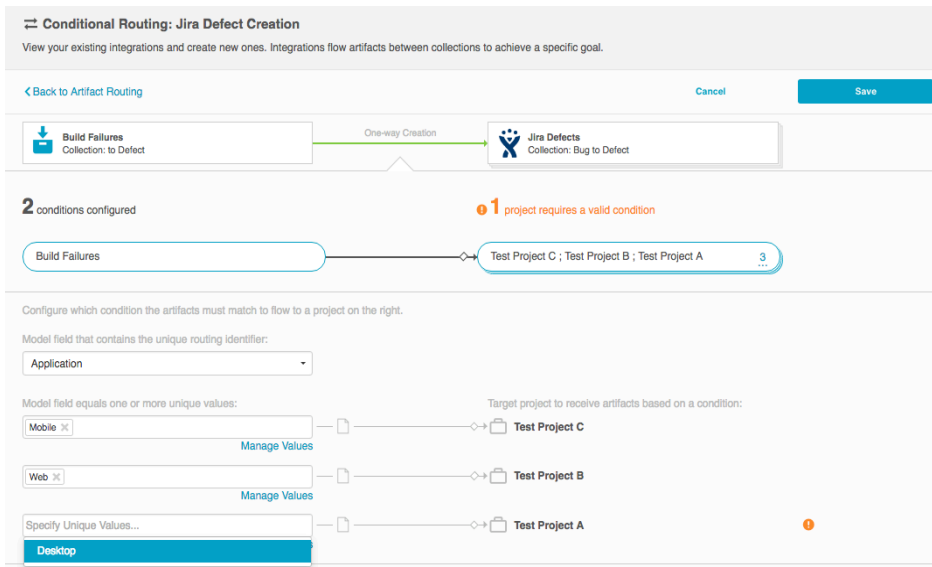 Conditional Routing: Jira Defect Creation
View your existing integrations and create new ones. Integrations flow artifacts between collections to achieve a specific goal.
Back to Artifact Routing
Cancel
Save
Build Failures
Collection: to Defect
One-way Creation
Jira Defects
Collection: Bug to Defect
2 conditions configured
1 project requires a valid condition
Build Failures
Test Project C ; Test Project B ; Test Project A
3
Configure which condition the artifacts must match to flow to a project on the right.
Model field that contains the unique routing identifier:
Application
Model field equals one or more unique values:
Target project to receive artifacts based on a condition:
Mobile
Test Project C
Manage Values
Web
Test Project B
Manage Values
Specify Unique Values...
Test Project A
Desktop